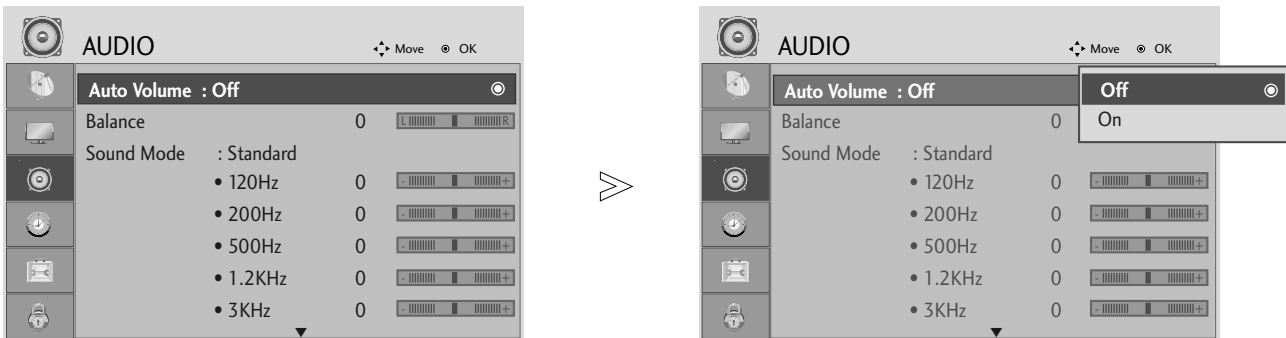 AUDIO Move OK
Auto Volume : Off
Balance 0 L R
Sound Mode : Standard
• 120Hz 0 - +
• 200Hz 0 - +
• 500Hz 0 - +
• 1.2KHz 0 - +
• 3KHz 0 - +
AUDIO Move OK
Auto Volume : Off
Off
On
Balance 0
Sound Mode : Standard
• 120Hz 0 - +
• 200Hz 0 - +
• 500Hz 0 - +
• 1.2KHz 0 - +
• 3KHz 0 - +